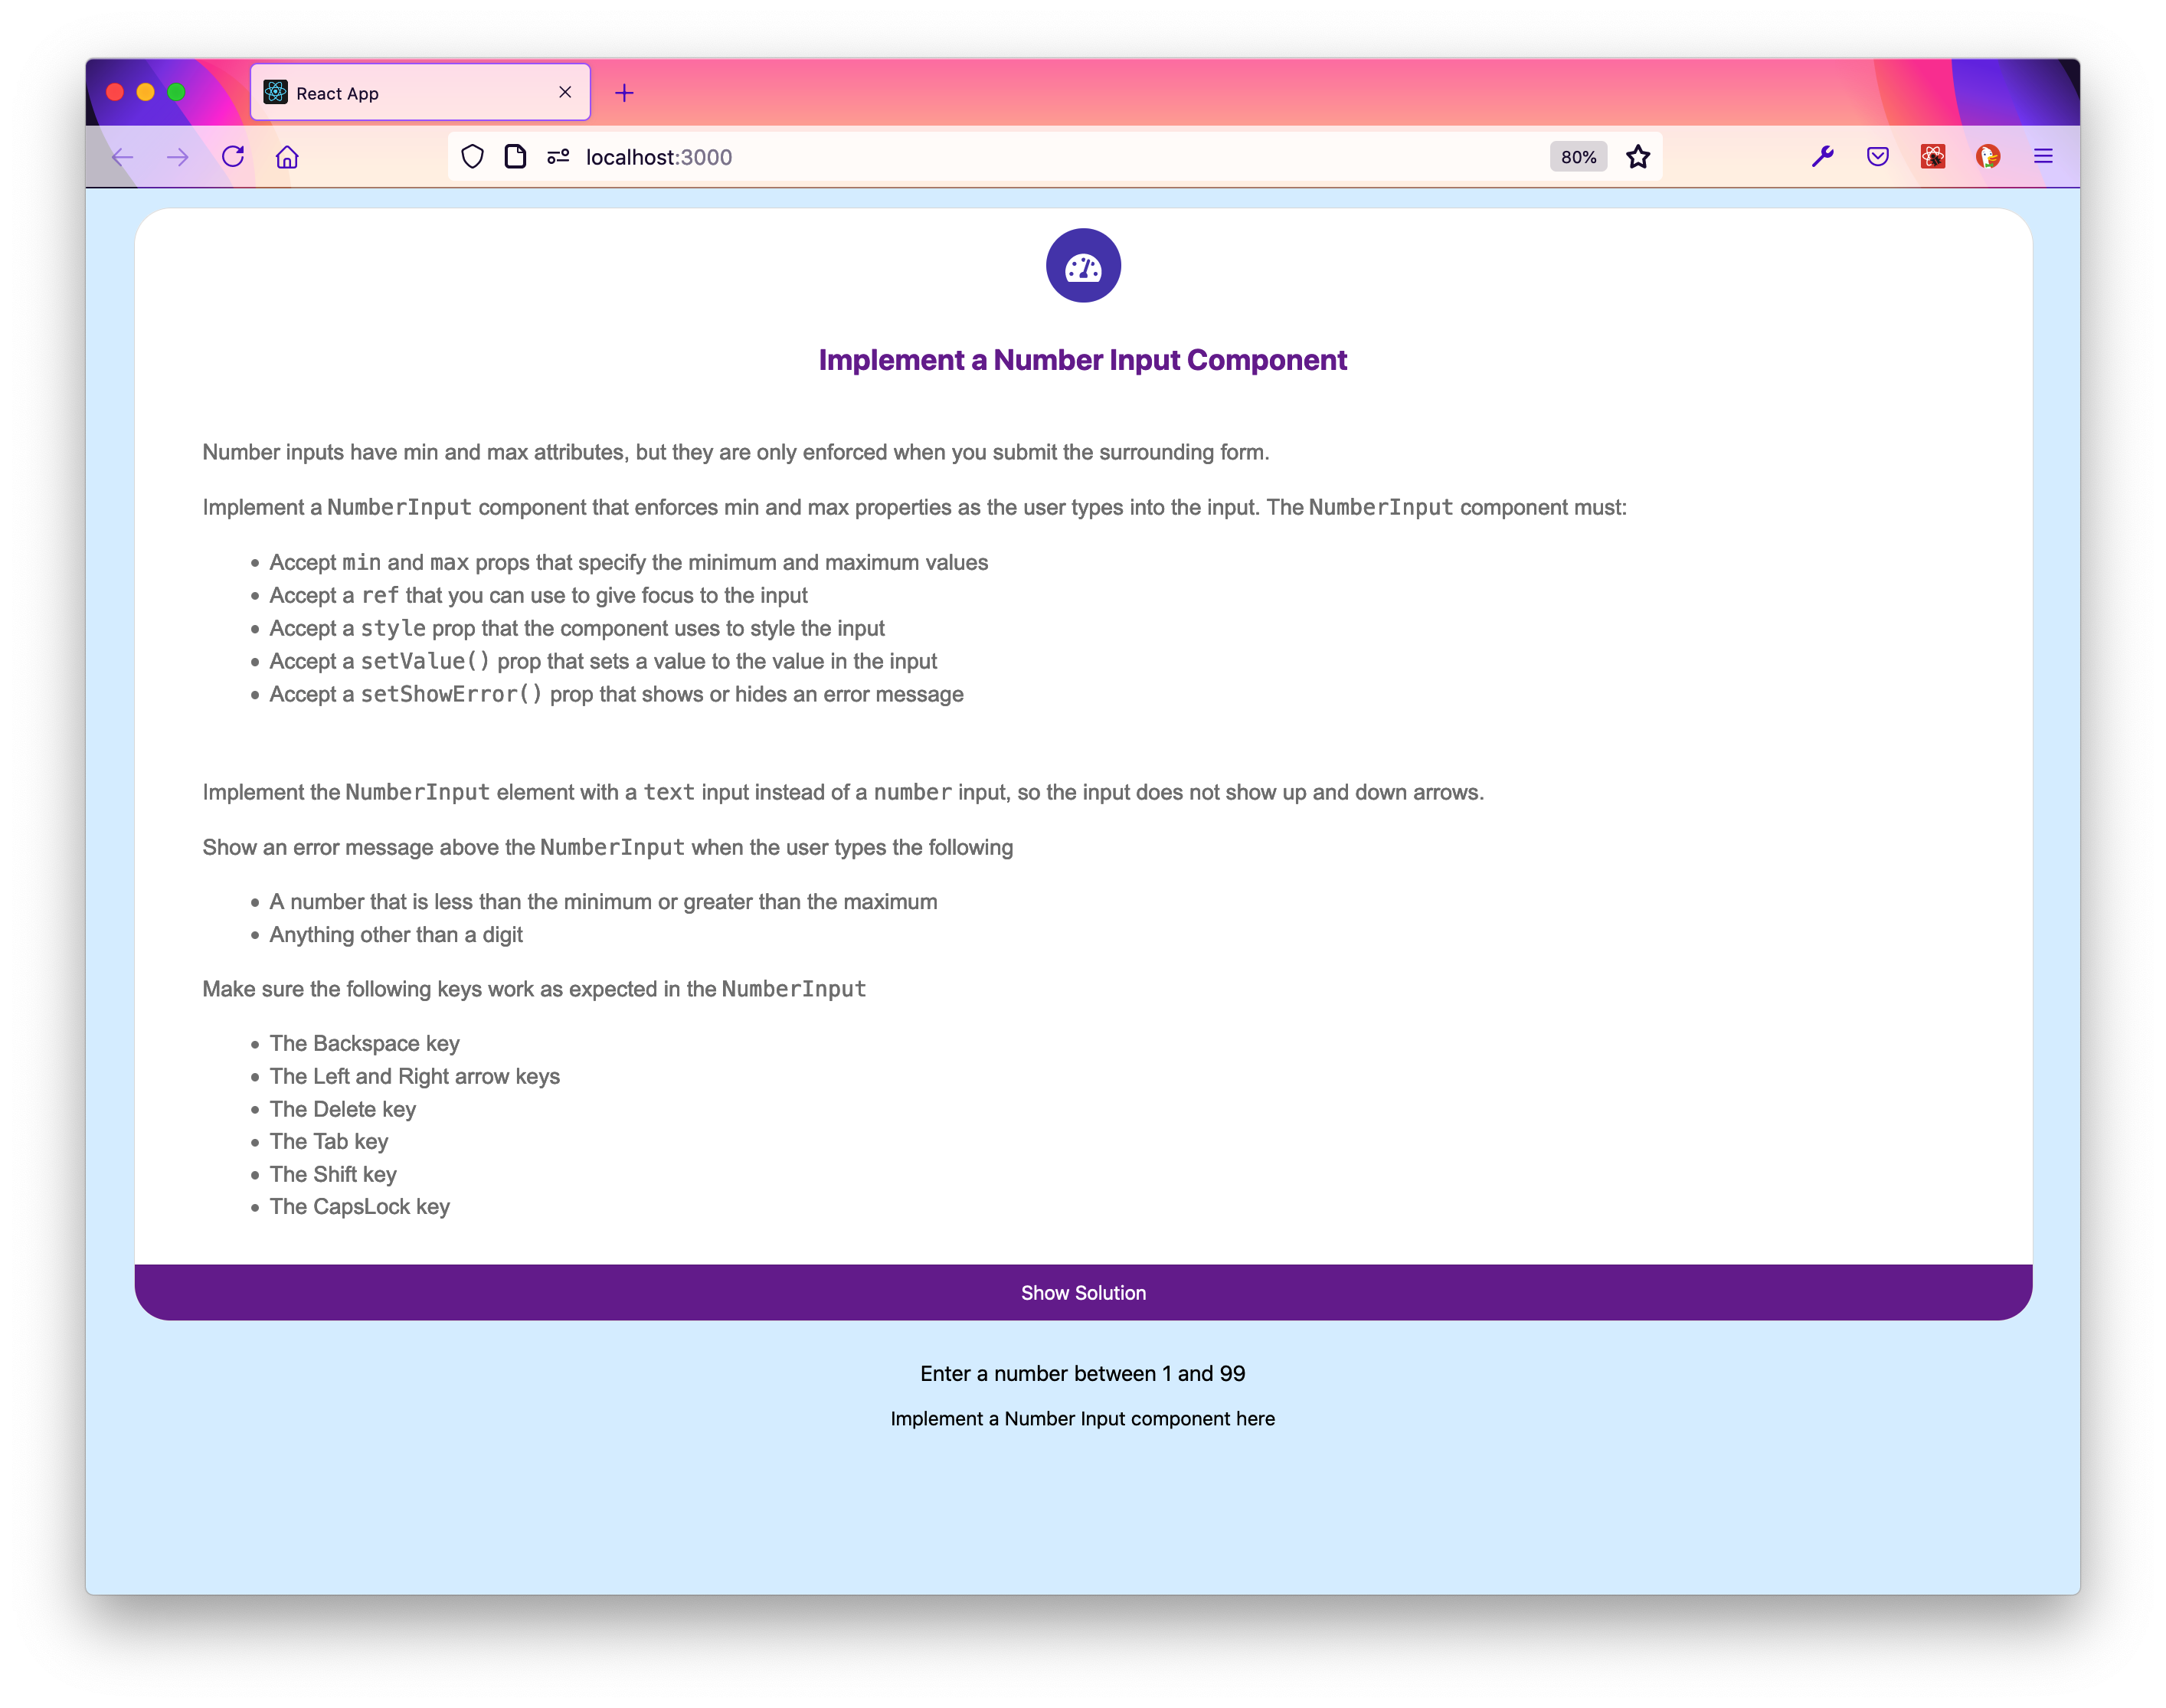 React App
localhost:3000
80%
Implement a Number Input Component
Number inputs have min and max attributes, but they are only enforced when you submit the surrounding form.
Implement a NumberInput component that enforces min and max properties as the user types into the input. The NumberInput component must:
• Accept min and max props that specify the minimum and maximum values
• Accept a ref that you can use to give focus to the input
• Accept a style prop that the component uses to style the input
• Accept a setValue() prop that sets a value to the value in the input
• Accept a setShowError() prop that shows or hides an error message
Implement the NumberInput element with a text input instead of a number input, so the input does not show up and down arrows.
Show an error message above the NumberInput when the user types the following
• A number that is less than the minimum or greater than the maximum
• Anything other than a digit
Make sure the following keys work as expected in the NumberInput
• The Backspace key
• The Left and Right arrow keys
• The Delete key
• The Tab key
• The Shift key
• The CapsLock key
Show Solution
Enter a number between 1 and 99
Implement a Number Input component here